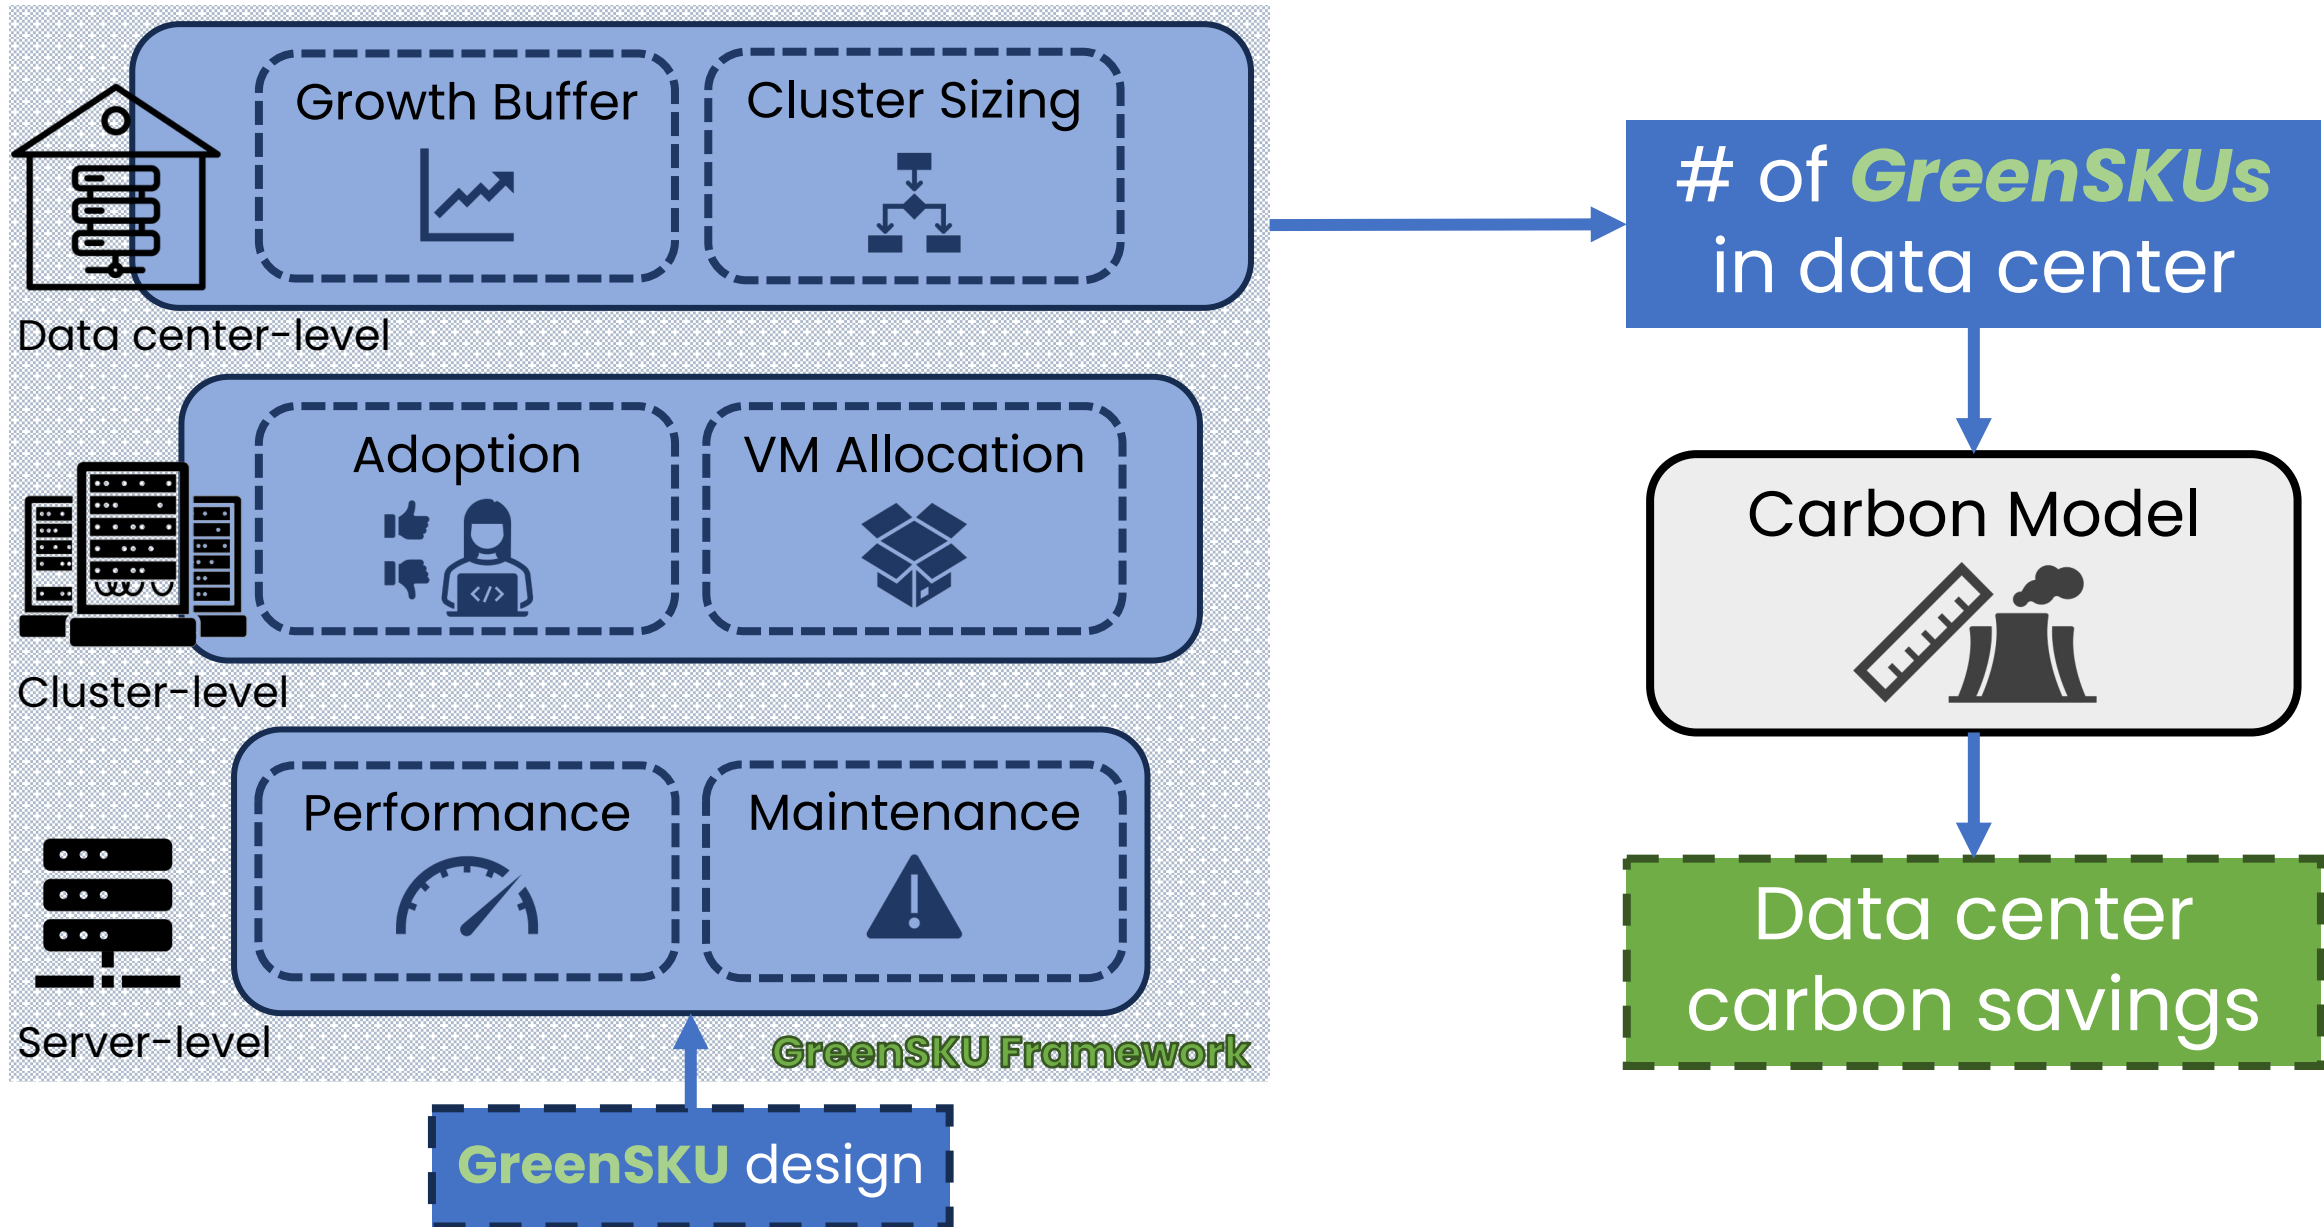 Growth Buffer
Cluster Sizing
Data center-level
Adoption
VM Allocation
Cluster-level
Performance
Maintenance
Server-level
GreenSKU Framework
GreenSKU design
# of GreenSKUs
in data center
Carbon Model
Data center
carbon savings